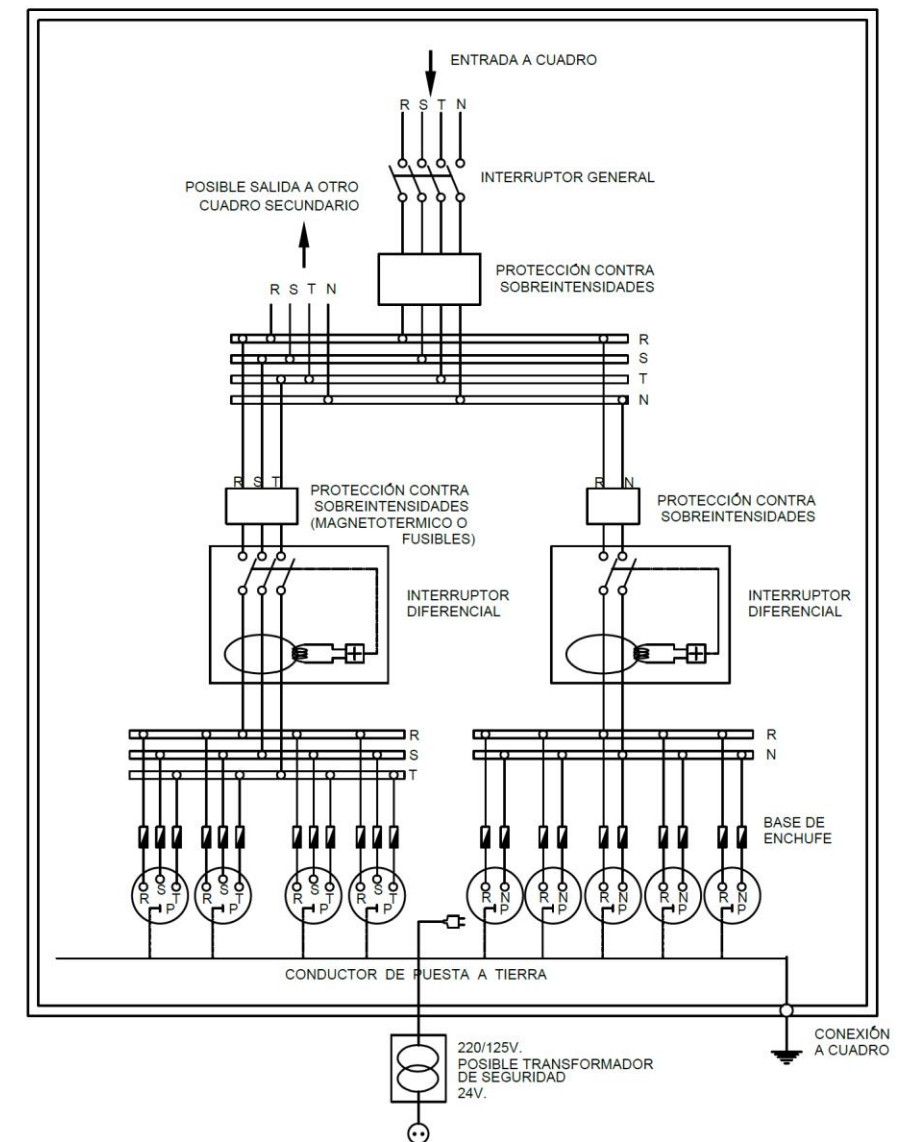 ENTRADA A CUADRO
R S T N
INTERRUPTOR GENERAL
POSIBLE SALIDA A OTRO
CUADRO SECUNDARIO
PROTECCIÓN CONTRA
SOBREINTENSIDADES
R S T N
R
S
T
N
R S T
PROTECCIÓN CONTRA
SOBREINTENSIDADES
(MAGNETOTERMICO O
FUSIBLES)
R N
PROTECCIÓN CONTRA
SOBREINTENSIDADES
INTERRUPTOR
DIFERENCIAL
INTERRUPTOR
DIFERENCIAL
R
S
T
R
N
BASE DE
ENCHUFE
R S T P
R S T P
R S T P
R S T P
R N P
R N P
R N P
R N P
R N P
CONDUCTOR DE PUESTA A TIERRA
CONEXIÓN
A CUADRO
220/125V.
POSIBLE TRANSFORMADOR
DE SEGURIDAD
24V.